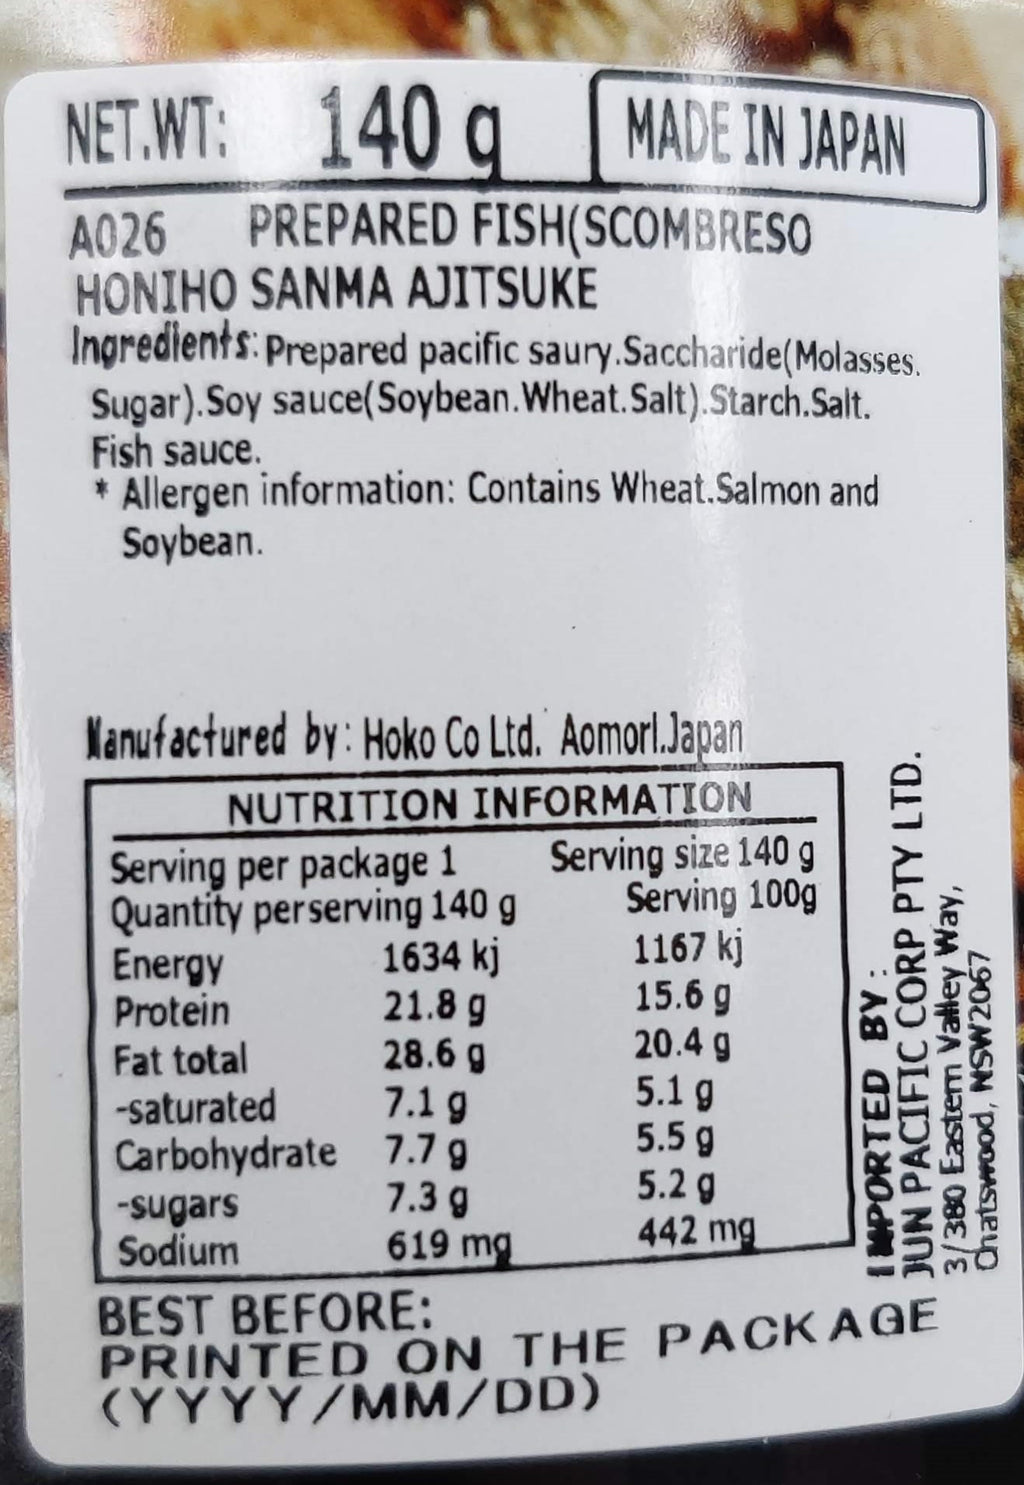 NET.WT: 140 g MADE IN JAPAN
A026 PREPARED FISH(SCOMBRESO
HONIHO SANMA AJITSUKE
Ingredients: Prepared pacific saury.Saccharide(Molasses.
Sugar).Soy sauce(Soybean.Wheat.Salt).Starch.Salt.
Fish sauce.
* Allergen information: Contains Wheat.Salmon and
Soybean.
Manufactured by: Hoko Co Ltd. AomorI.Japan
NUTRITION INFORMATION
Serving per package 1 Serving size 140 g
Quantity perserving 140 g Serving 100g
Energy 1634 kj 1167 kj
Protein 21.8 g 15.6 g
Fat total 28.6 g 20.4 g
-saturated 7.1 g 5.1 g
Carbohydrate 7.7 g 5.5 g
-sugars 7.3 g 5.2 g
Sodium 619 mg 442 mg
IMPORTED BY:
JUN PACIFIC CORP PTY LTD.
3/380 Eastern Valley Way,
Chatswood, NSW2067
BEST BEFORE:
PRINTED ON THE PACKAGE
(YYYY/MM/DD)